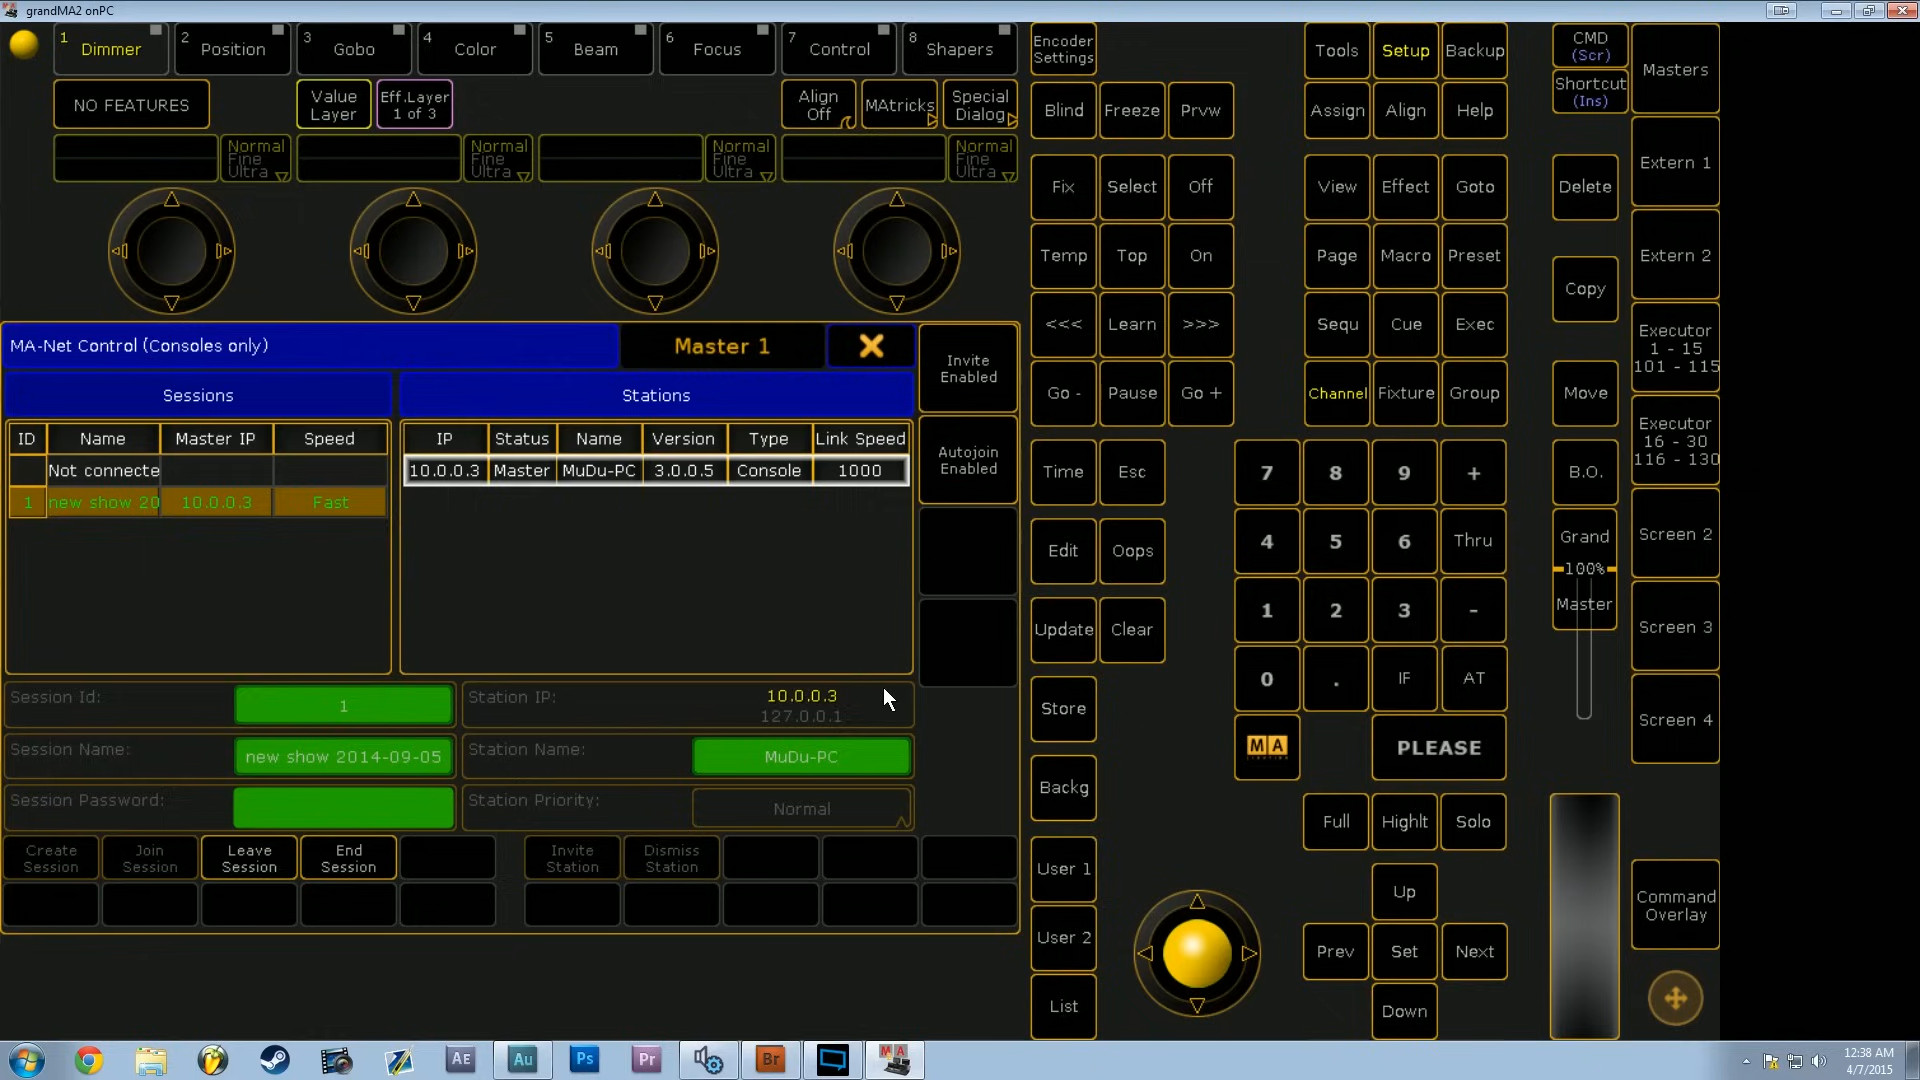 grandMA2 onPC
1 Dimmer
2 Position
3 Gobo
4 Color
5 Beam
6 Focus
7 Control
8 Shapers
NO FEATURES
Value
Layer
Eff.Layer
1 of 3
Align
Off
MAtricks
Special
Dialog
Normal
Fine
Ultra
Normal
Fine
Ultra
Normal
Fine
Ultra
Normal
Fine
Ultra
MA-Net Control (Consoles only)
Master 1
Invite
Enabled
Autojoin
Enabled
Sessions
Stations
ID Name Master IP Speed
Not connecte
1 new show 20 10.0.0.3 Fast
IP Status Name Version Type Link Speed
10.0.0.3 Master MuDu-PC 3.0.0.5 Console 1000
Session Id:
1
Station IP:
10.0.0.3
127.0.0.1
Session Name:
new show 2014-09-05
Station Name:
MuDu-PC
Session Password:
Station Priority:
Normal
Create
Session
Join
Session
Leave
Session
End
Session
Invite
Station
Dismiss
Station
Encoder
Settings
Tools
Setup
Backup
Blind
Freeze
Prvw
Assign
Align
Help
Fix
Select
Off
View
Effect
Goto
Temp
Top
On
Page
Macro
Preset
<<<
Learn
>>>
Sequ
Cue
Exec
Go -
Pause
Go +
Channel
Fixture
Group
Time
Esc
7
8
9
+
Edit
Oops
4
5
6
Thru
Update
Clear
1
2
3
-
Store
0
.
IF
AT
MA
LIGHTING
PLEASE
Backg
Full
Highlt
Solo
User 1
Up
User 2
Prev
Set
Next
List
Down
CMD
(Scr)
Shortcut
(Ins)
Delete
Copy
Move
B.O.
Grand
100%
Master
Masters
Extern 1
Extern 2
Executor
1 - 15
101 - 115
Executor
16 - 30
116 - 130
Screen 2
Screen 3
Screen 4
Command
Overlay
AE
Au
Ps
Pr
Br
MA
12:38 AM
4/7/2015